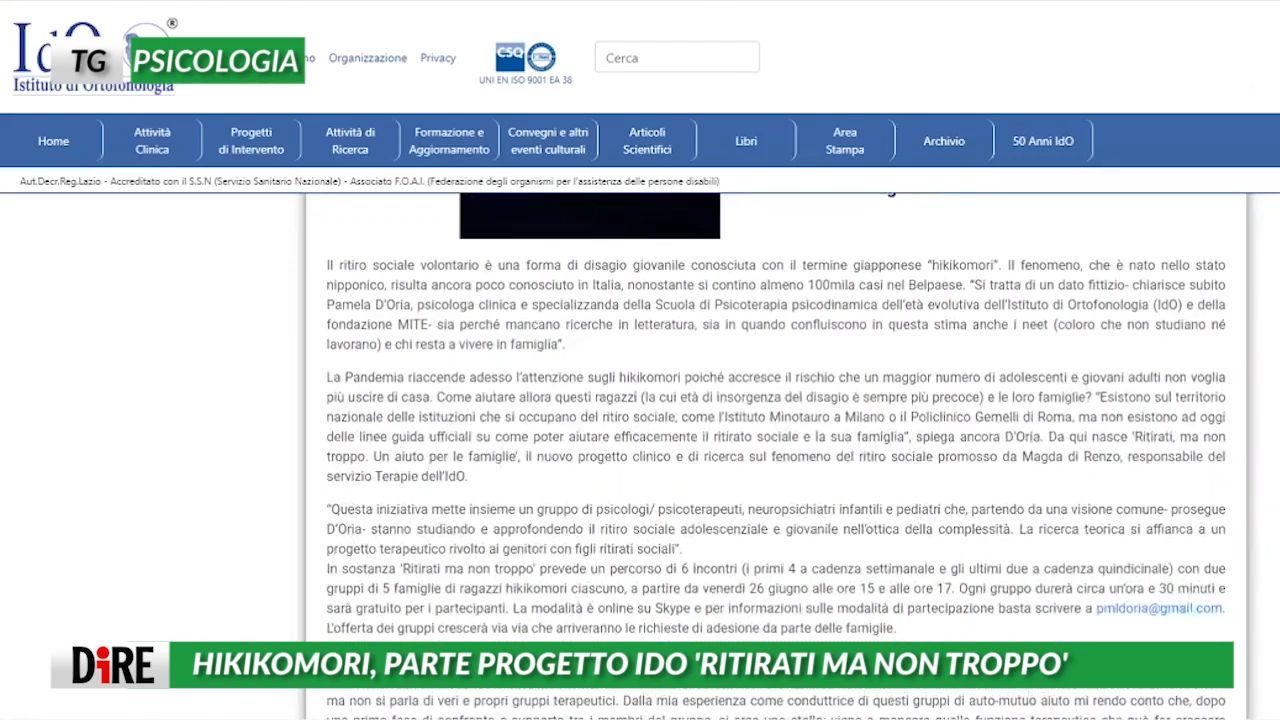 IdO ®
TG PSICOLOGIA
Istituto di Ortofonologia
Organizzazione Privacy
CSQ
UNI EN ISO 9001 EA 38
Cerca
Home
Attività Clinica
Progetti di Intervento
Attività di Ricerca
Formazione e Aggiornamento
Convegni e altri eventi culturali
Articoli Scientifici
Libri
Area Stampa
Archivio
50 Anni IdO
Aut.Decr.Reg.Lazio - Accreditato con il S.S.N (Servizio Sanitario Nazionale) - Associato F.O.A.I. (Federazione degli organismi per l'assistenza delle persone disabili)
Il ritiro sociale volontario è una forma di disagio giovanile conosciuta con il termine giapponese “hikikomori”. Il fenomeno, che è nato nello stato
nipponico, risulta ancora poco conosciuto in Italia, nonostante si contino almeno 100mila casi nel Belpaese. “Si tratta di un dato fittizio- chiarisce subito
Pamela D’Oria, psicologa clinica e specializzanda della Scuola di Psicoterapia psicodinamica dell’età evolutiva dell’Istituto di Ortofonologia (IdO) e della
fondazione MITE- sia perché mancano ricerche in letteratura, sia in quando confluiscono in questa stima anche i neet (coloro che non studiano né
lavorano) e chi resta a vivere in famiglia”.
La Pandemia riaccende adesso l’attenzione sugli hikikomori poiché accresce il rischio che un maggior numero di adolescenti e giovani adulti non voglia
più uscire di casa. Come aiutare allora questi ragazzi (la cui età di insorgenza del disagio è sempre più precoce) e le loro famiglie? “Esistono sul territorio
nazionale delle istituzioni che si occupano del ritiro sociale, come l’Istituto Minotauro a Milano o il Policlinico Gemelli di Roma, ma non esistono ad oggi
delle linee guida ufficiali su come poter aiutare efficacemente il ritirato sociale e la sua famiglia”, spiega ancora D’Oria. Da qui nasce ‘Ritirati, ma non
troppo. Un aiuto per le famiglie’, il nuovo progetto clinico e di ricerca sul fenomeno del ritiro sociale promosso da Magda di Renzo, responsabile del
servizio Terapie dell’IdO.
“Questa iniziativa mette insieme un gruppo di psicologi/ psicoterapeuti, neuropsichiatri infantili e pediatri che, partendo da una visione comune- prosegue
D’Oria- stanno studiando e approfondendo il ritiro sociale adolescenziale e giovanile nell’ottica della complessità. La ricerca teorica si affianca a un
progetto terapeutico rivolto ai genitori con figli ritirati sociali”.
In sostanza ‘Ritirati ma non troppo’ prevede un percorso di 6 incontri (i primi 4 a cadenza settimanale e gli ultimi due a cadenza quindicinale) con due
gruppi di 5 famiglie di ragazzi hikikomori ciascuno, a partire da venerdì 26 giugno alle ore 15 e alle ore 17. Ogni gruppo durerà circa un’ora e 30 minuti e
sarà gratuito per i partecipanti. La modalità è online su Skype e per informazioni sulle modalità di partecipazione basta scrivere a pmldoria@gmail.com.
L’offerta dei gruppi crescerà via via che arriveranno le richieste di adesione da parte delle famiglie.
DiRE HIKIKOMORI, PARTE PROGETTO IDO 'RITIRATI MA NON TROPPO'
ma non si parla di veri e propri gruppi terapeutici. Dalla mia esperienza come conduttrice di questi gruppi di auto-mutuo aiuto mi rendo conto che, dopo